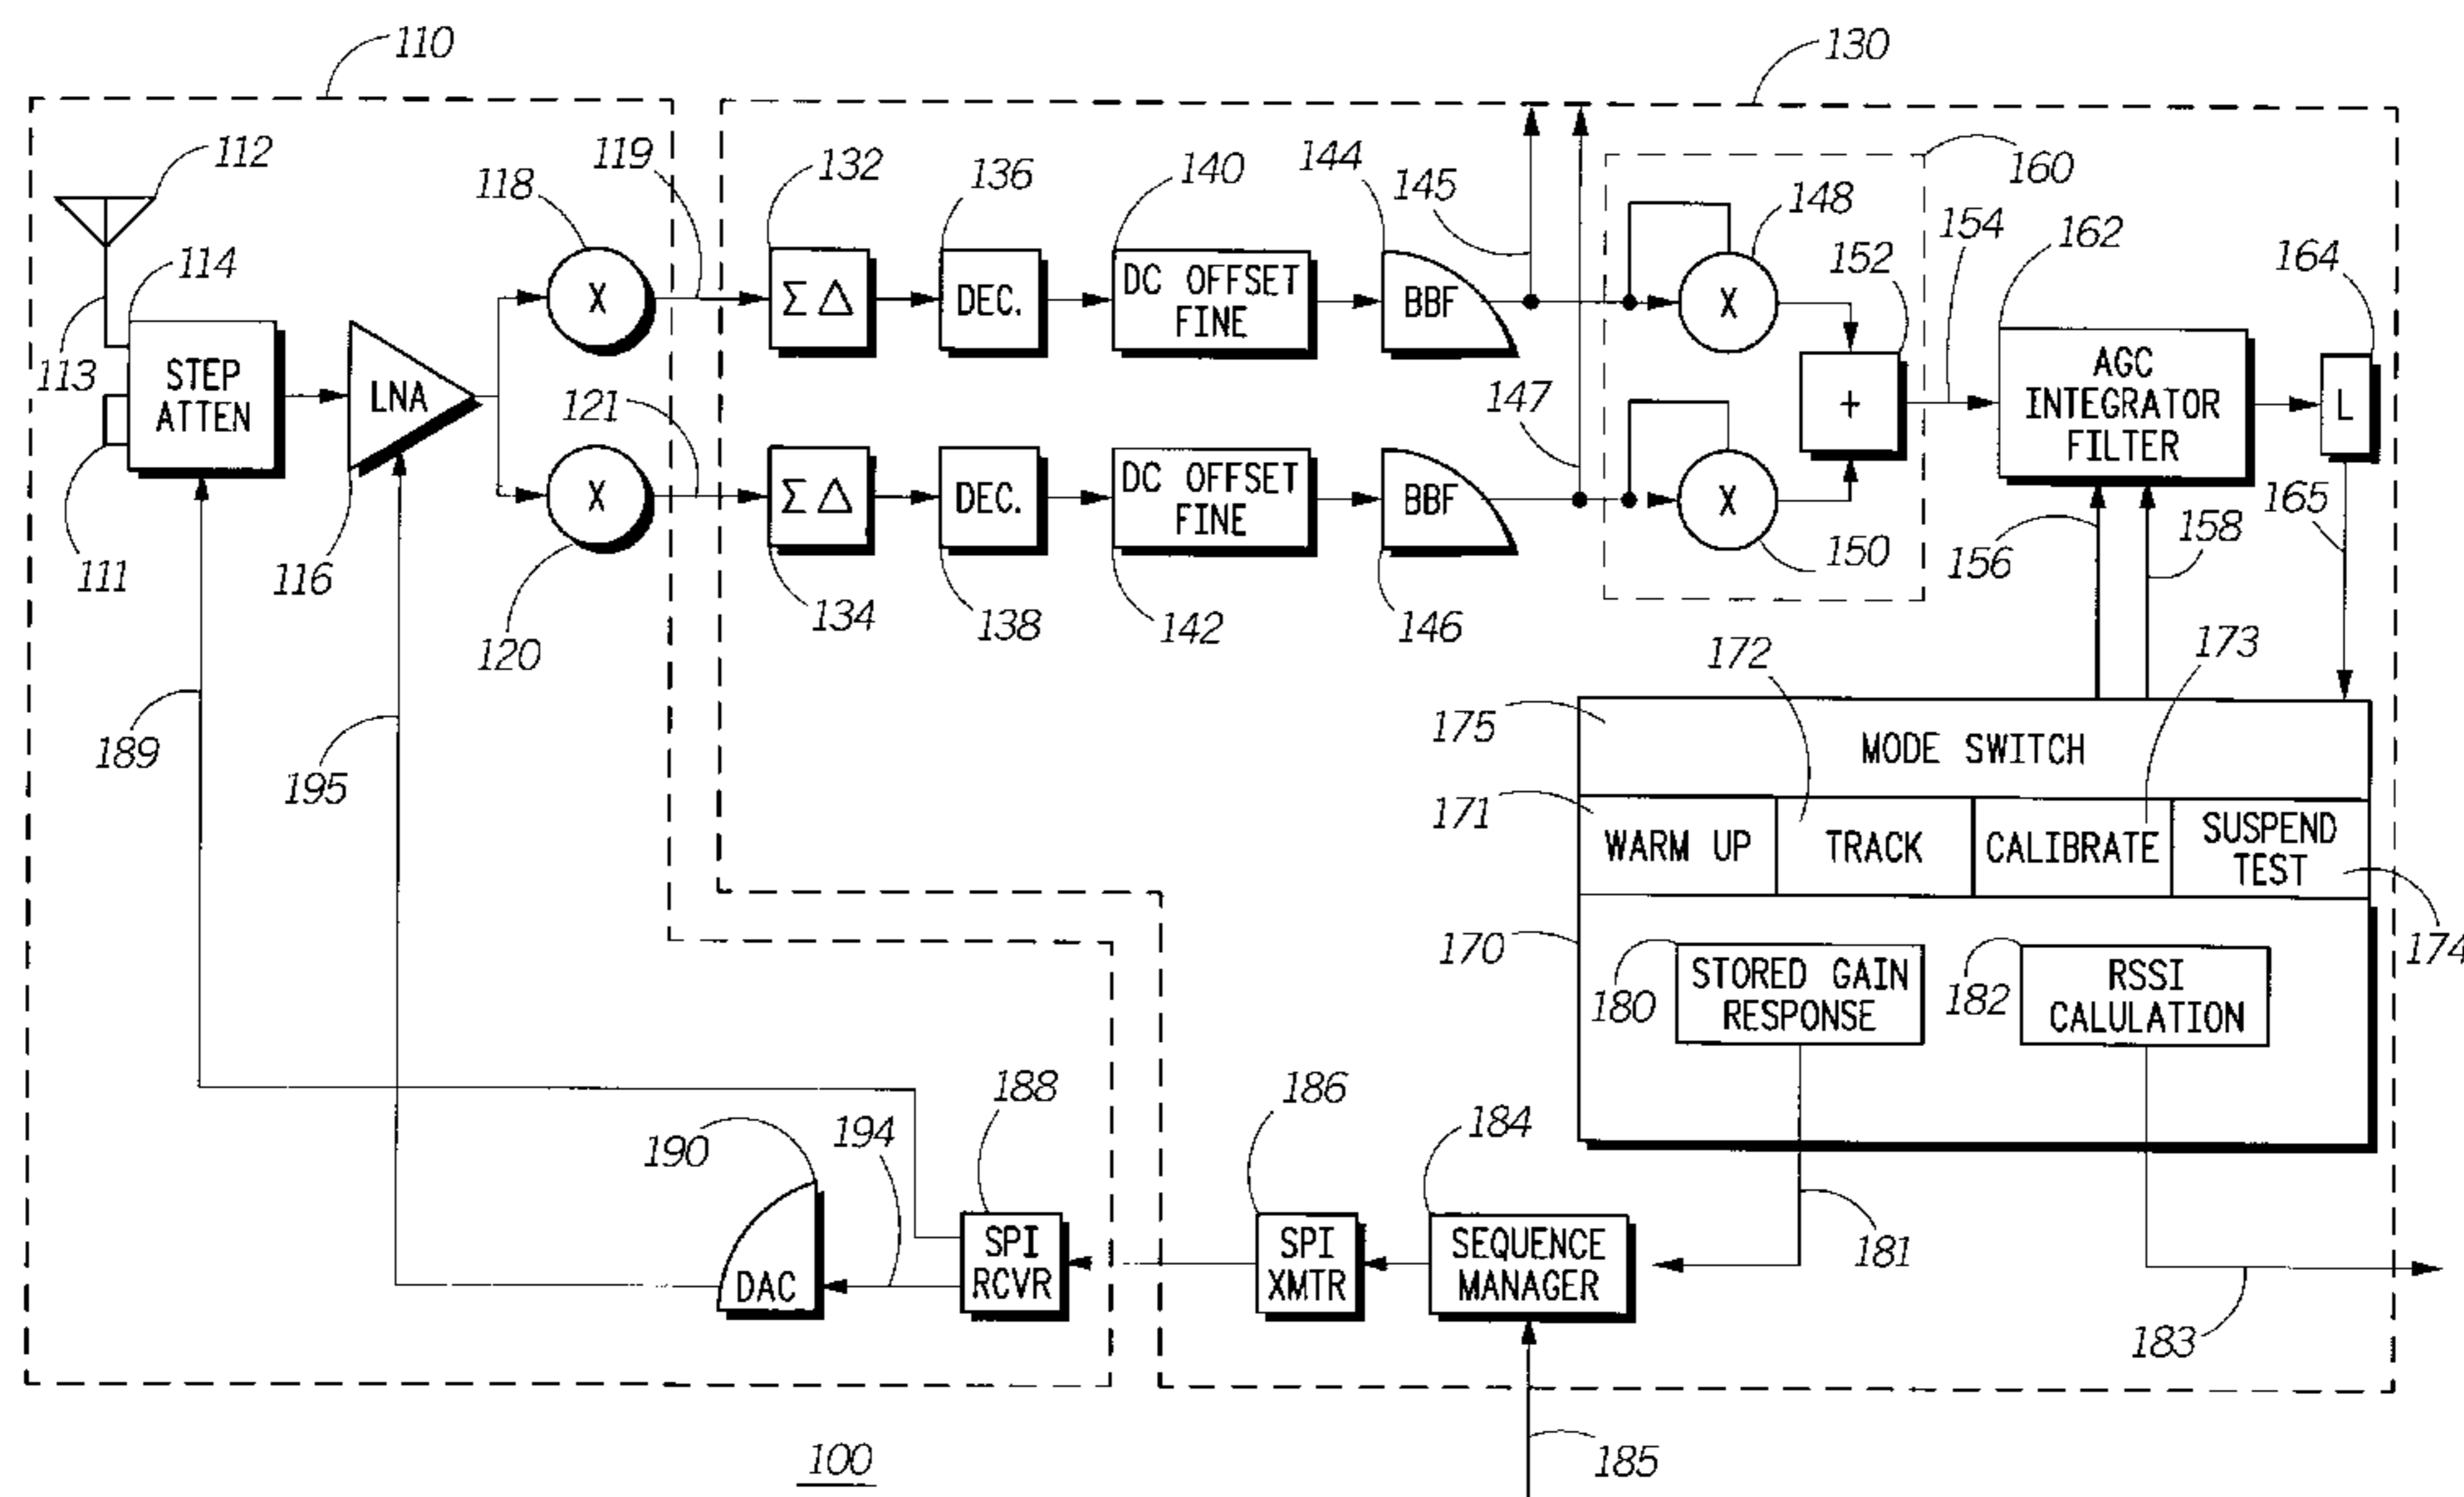 110
130
112
119
132
136
140
144
145
160
118
148
154
162
152
164
114
Σ Δ
DEC.
DC OFFSET
FINE
BBF
X
X
113
STEP
ATTEN
LNA
121
147
+
AGC
INTEGRATOR
FILTER
L
X
Σ Δ
DEC.
DC OFFSET
FINE
BBF
X
165
111
116
150
156
158
120
134
138
142
146
172
173
189
195
175
MODE SWITCH
171
WARM UP
TRACK
CALIBRATE
SUSPEND
TEST
170
174
180
STORED GAIN
RESPONSE
182
RSSI
CALULATION
188
186
184
190
194
DAC
SPI
RCVR
SPI
XMTR
SEQUENCE
MANAGER
181
183
100
185